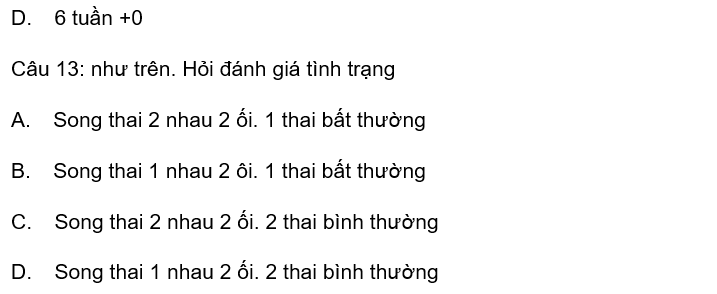 D. 6 tuần +0
Câu 13: như trên. Hỏi đánh giá tình trạng
A. Song thai 2 nhau 2 ối. 1 thai bất thường
B. Song thai 1 nhau 2 ôi. 1 thai bất thường
C. Song thai 2 nhau 2 ối. 2 thai bình thường
D. Song thai 1 nhau 2 ối. 2 thai bình thường